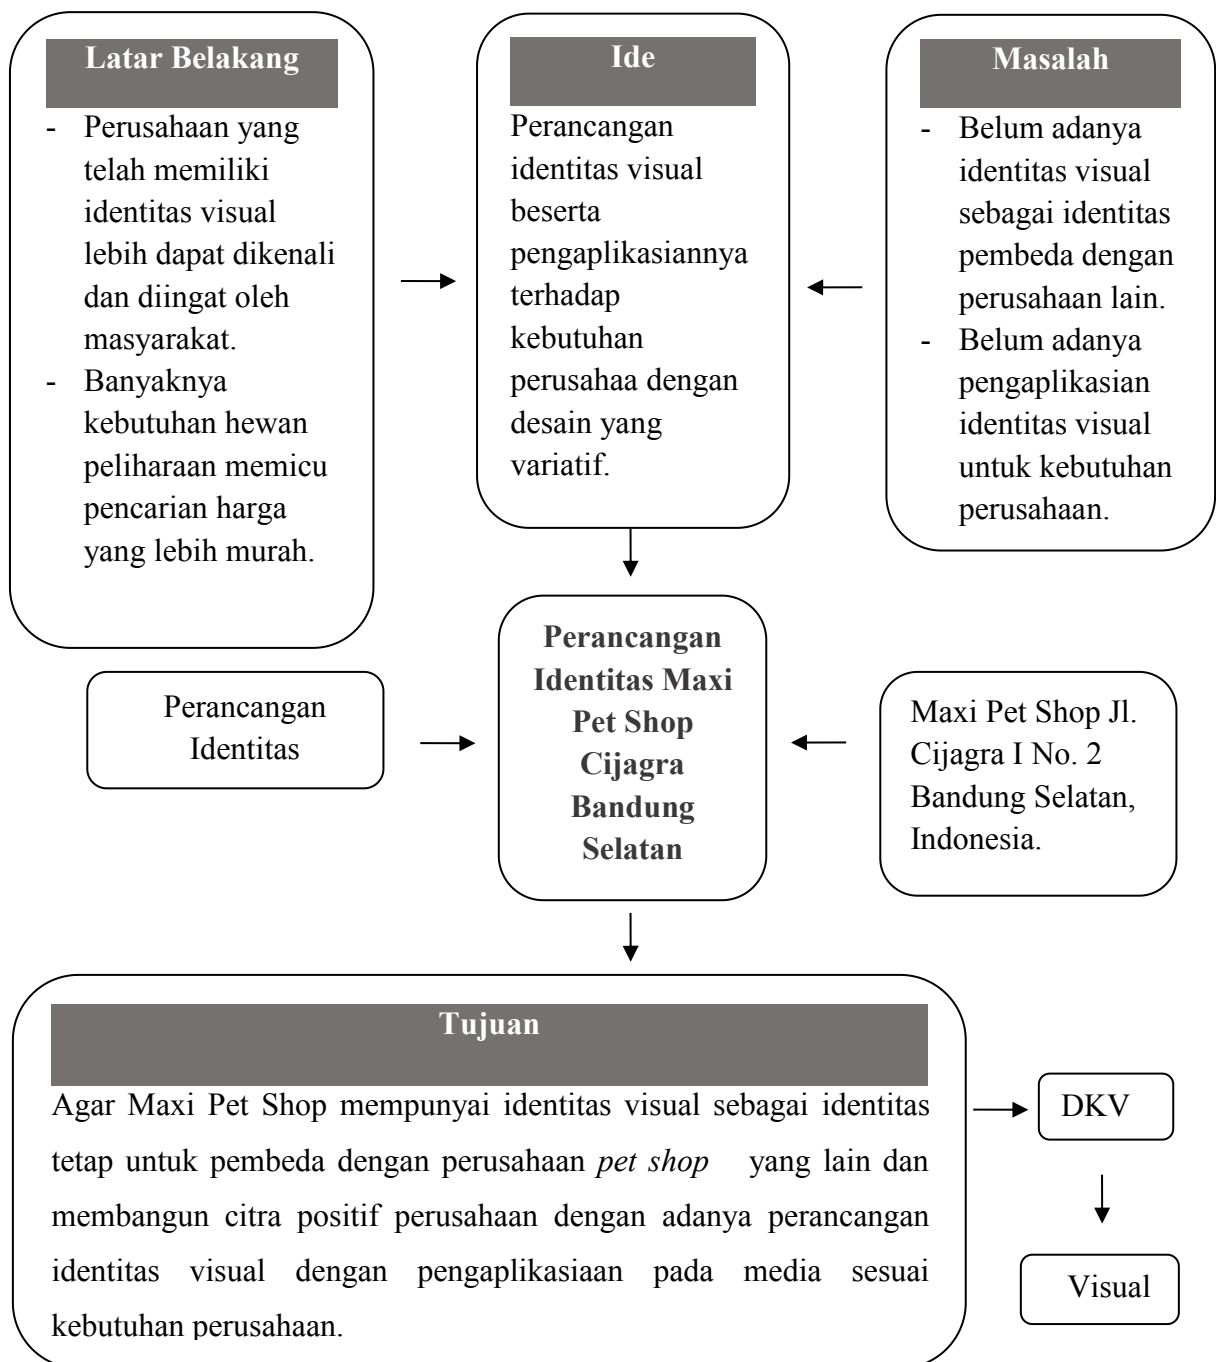 Latar Belakang
- Perusahaan yang
telah memiliki
identitas visual
lebih dapat dikenali
dan diingat oleh
masyarakat.
- Banyaknya
kebutuhan hewan
peliharaan memicu
pencarian harga
yang lebih murah.
Ide
Perancangan
identitas visual
beserta
pengaplikasiannya
terhadap
kebutuhan
perusahaa dengan
desain yang
variatif.
Masalah
- Belum adanya
identitas visual
sebagai identitas
pembeda dengan
perusahaan lain.
- Belum adanya
pengaplikasian
identitas visual
untuk kebutuhan
perusahaan.
Perancangan
Identitas
Perancangan
Identitas Maxi
Pet Shop
Cijagra
Bandung
Selatan
Maxi Pet Shop Jl.
Cijagra I No. 2
Bandung Selatan,
Indonesia.
Tujuan
Agar Maxi Pet Shop mempunyai identitas visual sebagai identitas
tetap untuk pembeda dengan perusahaan pet shop yang lain dan
membangun citra positif perusahaan dengan adanya perancangan
identitas visual dengan pengaplikasiaan pada media sesuai
kebutuhan perusahaan.
DKV
Visual